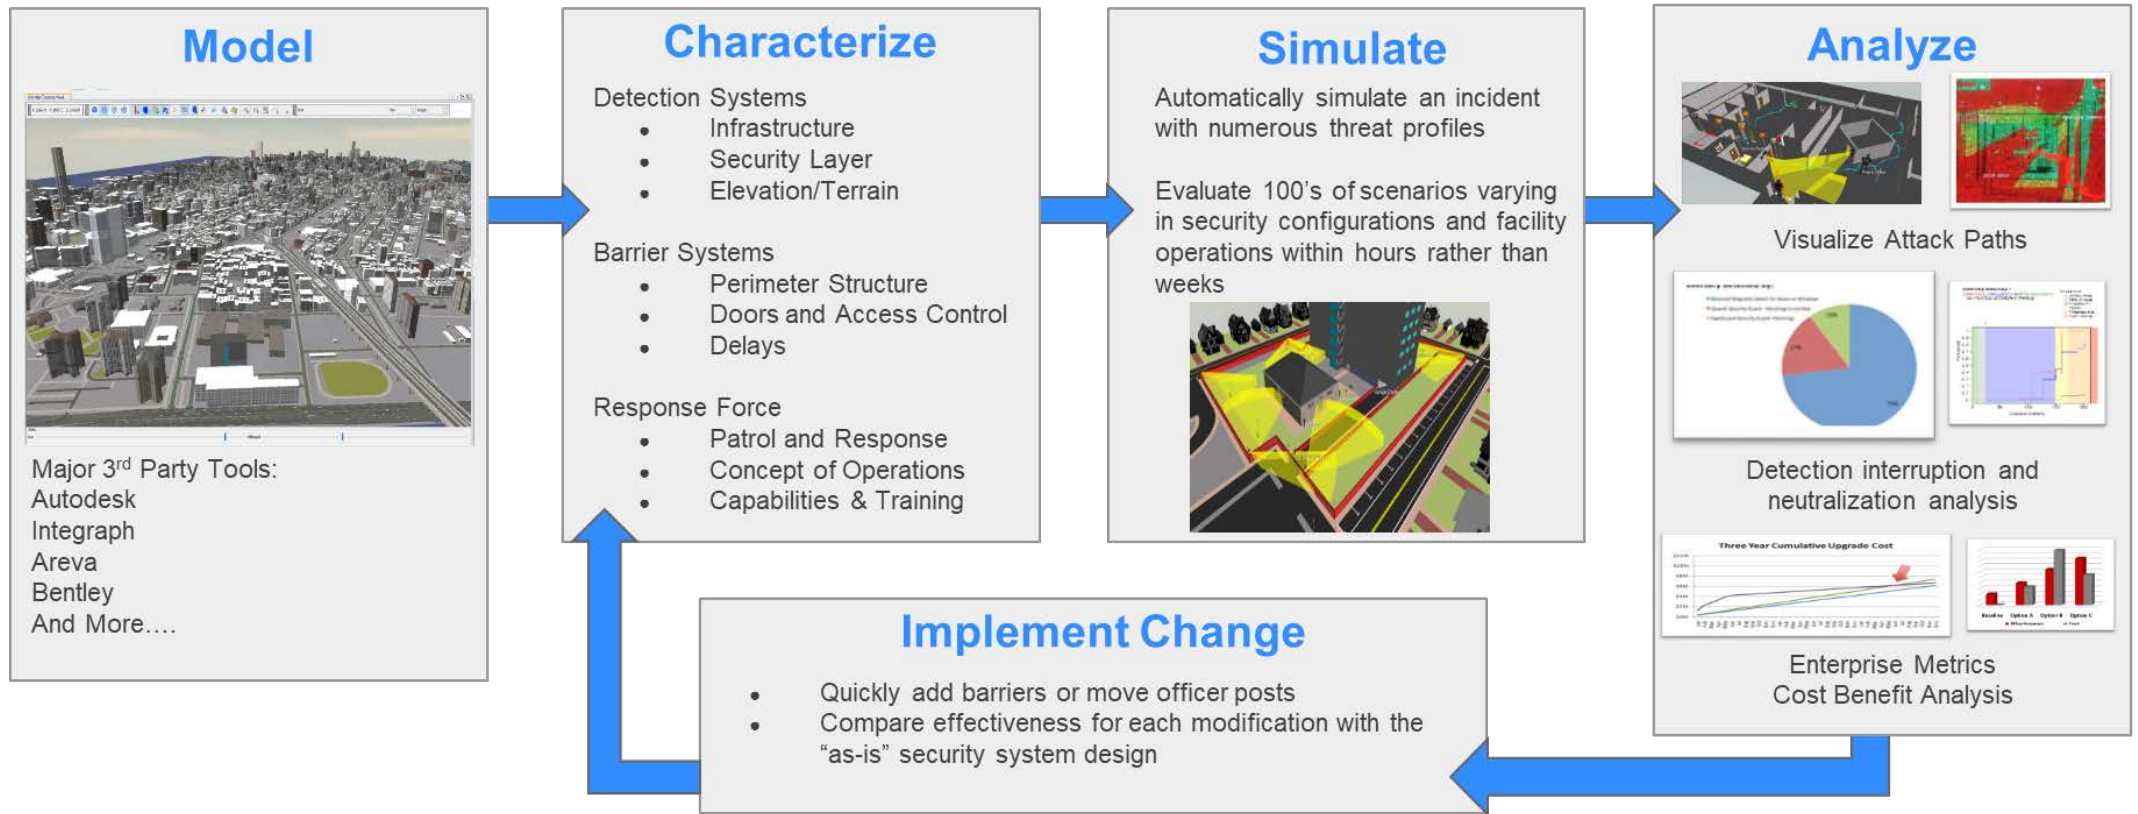 Model
Major 3rd Party Tools:
Autodesk
Integraph
Areva
Bentley
And More....
Characterize
Detection Systems
• Infrastructure
• Security Layer
• Elevation/Terrain
Barrier Systems
• Perimeter Structure
• Doors and Access Control
• Delays
Response Force
• Patrol and Response
• Concept of Operations
• Capabilities & Training
Simulate
Automatically simulate an incident
with numerous threat profiles
Evaluate 100's of scenarios varying
in security configurations and facility
operations within hours rather than
weeks
Analyze
Visualize Attack Paths
Detection interruption and
neutralization analysis
Three Year Cumulative Upgrade Cost
Baseline Option A Option B Option C
Enterprise Metrics
Cost Benefit Analysis
Implement Change
• Quickly add barriers or move officer posts
• Compare effectiveness for each modification with the
“as-is” security system design